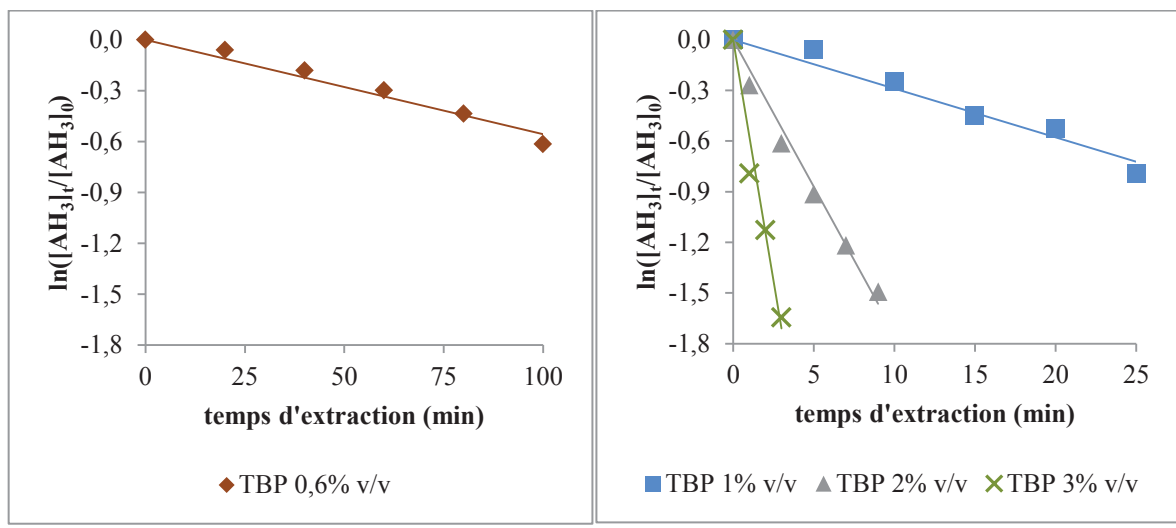 0,0
-0,3
-0,6
-0,9
-1,2
-1,5
-1,8
ln([AH₃]ₜ/[AH₃]₀)
0 25 50 75 100
temps d'extraction (min)
TBP 0,6% v/v
0,0
-0,3
-0,6
-0,9
-1,2
-1,5
-1,8
ln([AH₃]ₜ/[AH₃]₀)
0 5 10 15 20 25
temps d'extraction (min)
TBP 1% v/v TBP 2% v/v TBP 3% v/v